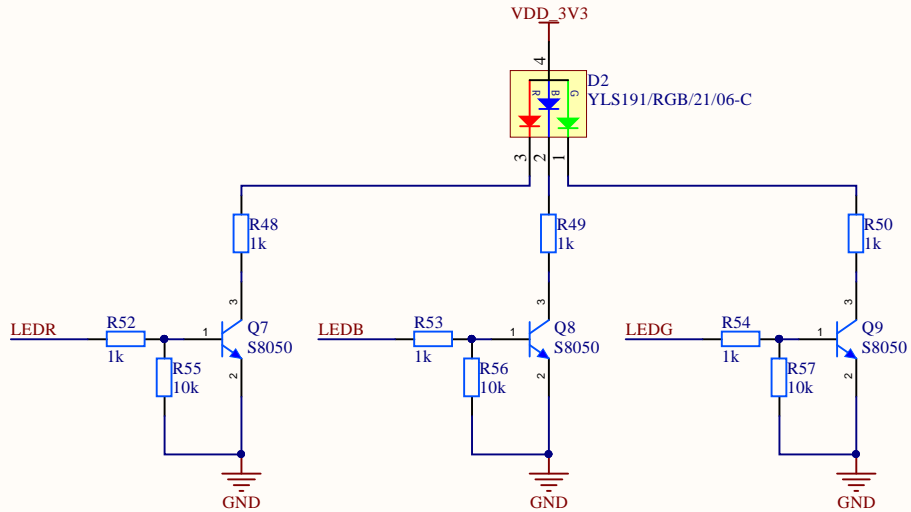 VDD_3V3
4
D2
YLS191/RGB/21/06-C
R
B
G
3
2
1
R48
1k
R49
1k
R50
1k
3
3
3
LEDR
R52
1k
1
Q7
S8050
LEDB
R53
1k
1
Q8
S8050
LEDG
R54
1k
1
Q9
S8050
R55
10k
2
R56
10k
2
R57
10k
2
GND
GND
GND